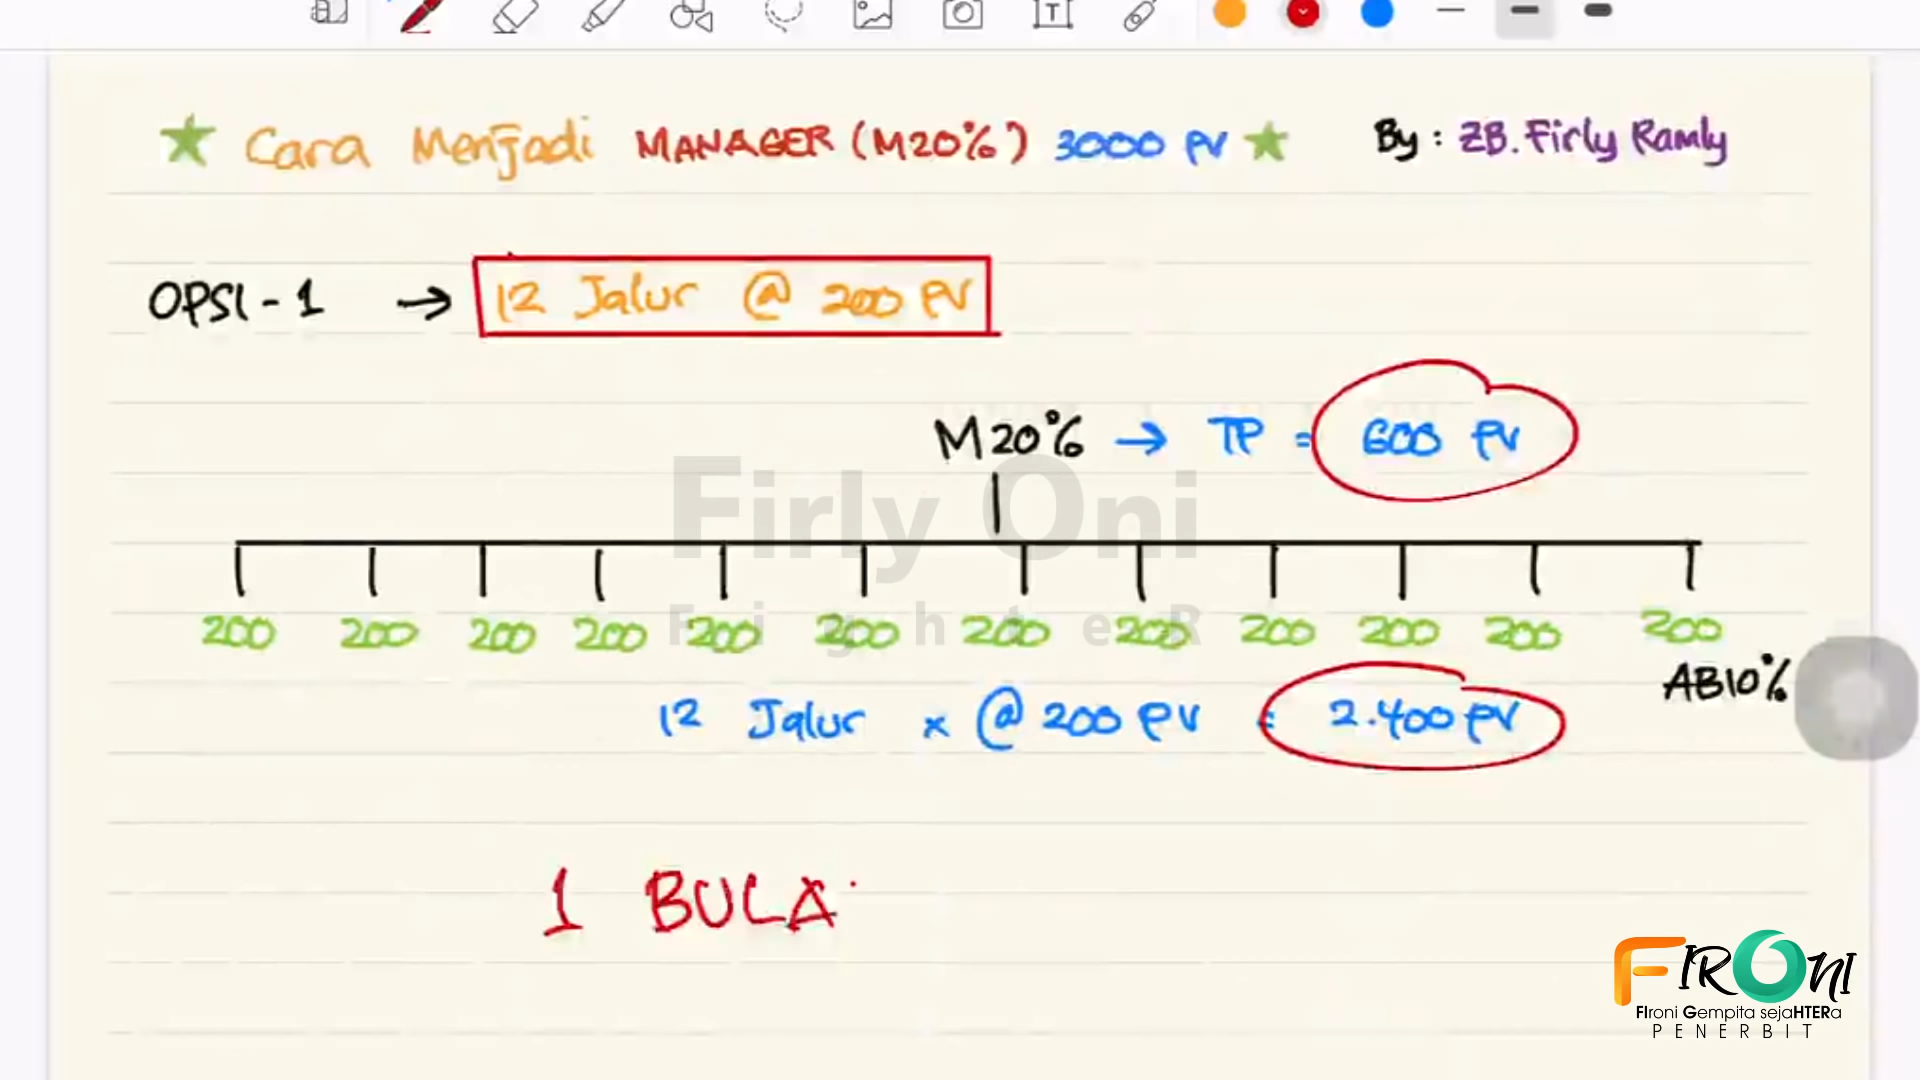 ★ Cara Menjadi MANAGER (M20%) 3000 PV ★ By : ZB. Firly Ramly
OPSI - 1 → 12 Jalur @ 200 PV
M20% → TP = 600 PV
Firly Oni
200 200 200 200 200 200 200 200 200 200 200 200
FighteR
AB10%
12 Jalur x @ 200 PV = 2.400 PV
1 BULA
FIRONI
FIroni Gempita sejaHTERa
PENERBIT